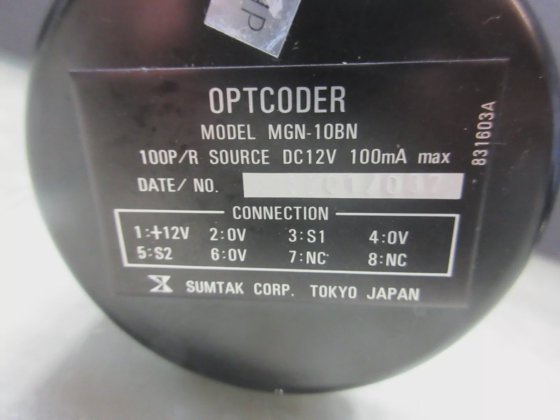 OPTCODER
MODEL MGN-10BN
100P/R SOURCE DC12V 100mA max
DATE/ NO.
CONNECTION
1:+12V 2:0V 3:S1 4:0V
5:S2 6:0V 7:NC 8:NC
SUMTAK CORP. TOKYO JAPAN
831603A